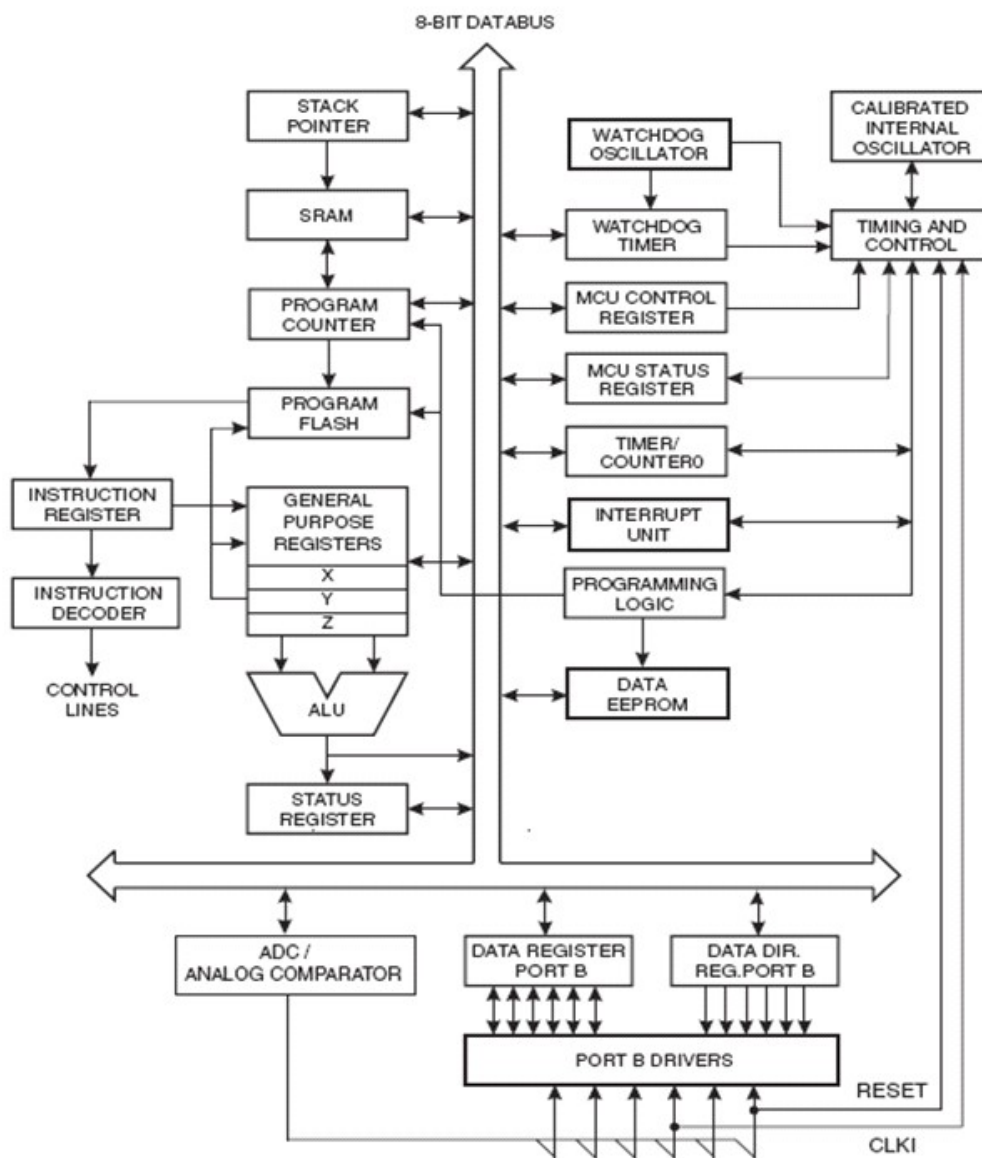 8-BIT DATABUS
STACK
POINTER
WATCHDOG
OSCILLATOR
CALIBRATED
INTERNAL
OSCILLATOR
SRAM
WATCHDOG
TIMER
TIMING AND
CONTROL
PROGRAM
COUNTER
MCU CONTROL
REGISTER
MCU STATUS
REGISTER
PROGRAM
FLASH
TIMER/
COUNTER0
INSTRUCTION
REGISTER
GENERAL
PURPOSE
REGISTERS
X
Y
Z
INTERRUPT
UNIT
INSTRUCTION
DECODER
PROGRAMMING
LOGIC
CONTROL
LINES
ALU
DATA
EEPROM
STATUS
REGISTER
ADC /
ANALOG COMPARATOR
DATA REGISTER
PORT B
DATA DIR.
REG.PORT B
PORT B DRIVERS
RESET
CLKI